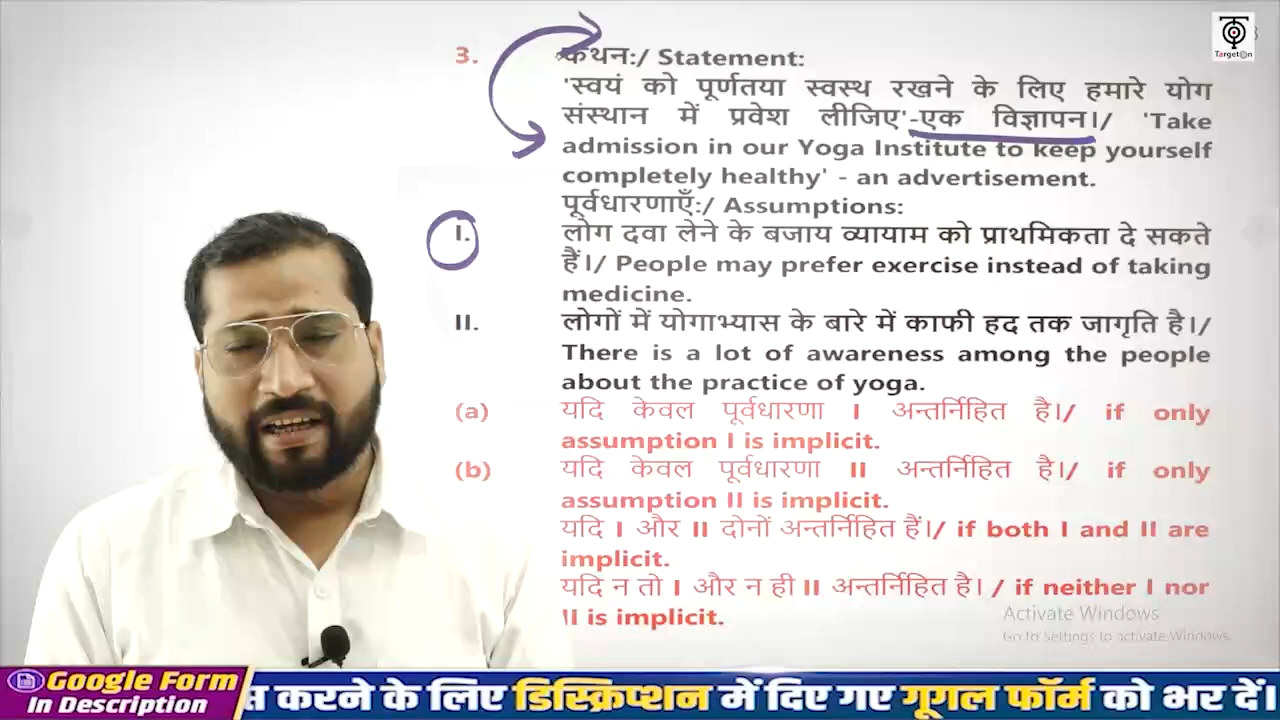 TargetOn
3. कथन:/ Statement:
'स्वयं को पूर्णतया स्वस्थ रखने के लिए हमारे योग
संस्थान में प्रवेश लीजिए'-एक विज्ञापन।/ 'Take
admission in our Yoga Institute to keep yourself
completely healthy' - an advertisement.
पूर्वधारणाएँ:/ Assumptions:
I. लोग दवा लेने के बजाय व्यायाम को प्राथमिकता दे सकते
हैं।/ People may prefer exercise instead of taking
medicine.
II. लोगों में योगाभ्यास के बारे में काफी हद तक जागृति है।/
There is a lot of awareness among the people
about the practice of yoga.
(a) यदि केवल पूर्वधारणा I अन्तर्निहित है।/ if only
assumption I is implicit.
(b) यदि केवल पूर्वधारणा II अन्तर्निहित है।/ if only
assumption II is implicit.
यदि I और II दोनों अन्तर्निहित हैं।/ if both I and II are
implicit.
यदि न तो I और न ही II अन्तर्निहित है। / if neither I nor
II is implicit.
Activate Windows
Go to Settings to activate Windows.
Google Form
In Description
स करने के लिए डिस्क्रिप्शन में दिए गए गूगल फॉर्म को भर दें।